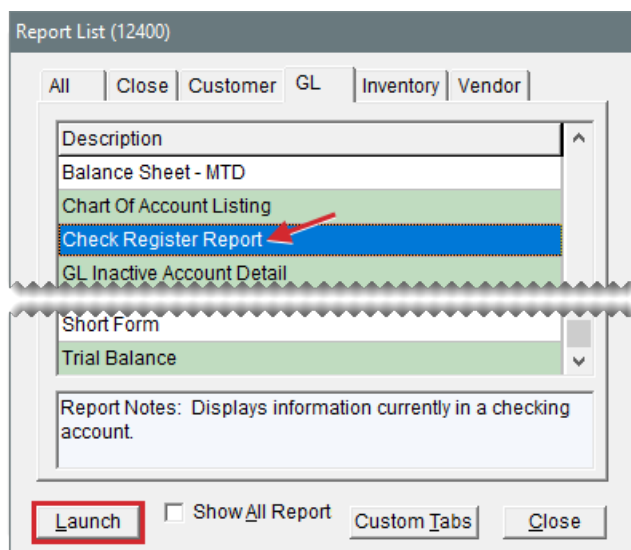 Report List (12400)
All Close Customer GL Inventory Vendor
Description
Balance Sheet - MTD
Chart Of Account Listing
Check Register Report
GL Inactive Account Detail
Short Form
Trial Balance
Report Notes: Displays information currently in a checking
account.
Launch Show All Report Custom Tabs Close